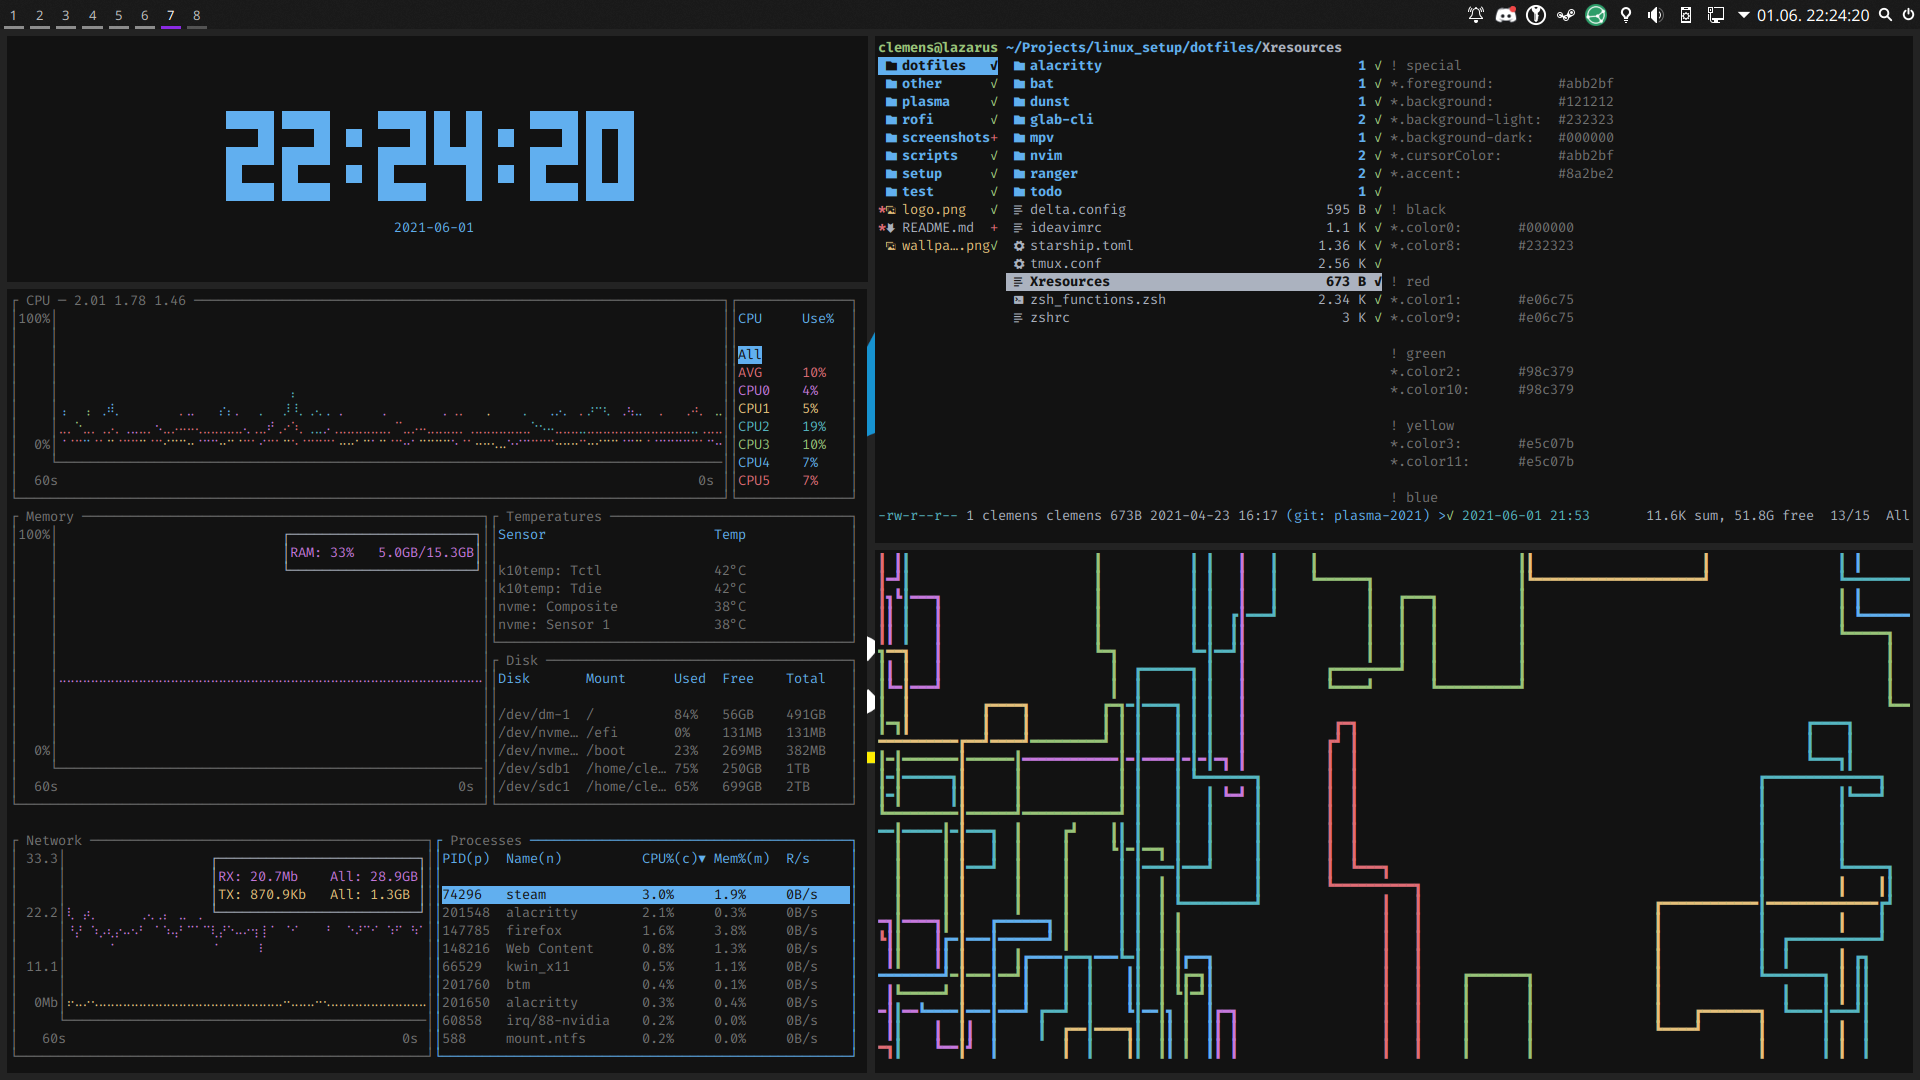 1 2 3 4 5 6 7 8
01.06. 22:24:20
22:24:20
2021-06-01
CPU — 2.01 1.78 1.46
100%
0%
60s 0s
CPU Use%
All
AVG 10%
CPU0 4%
CPU1 5%
CPU2 19%
CPU3 10%
CPU4 7%
CPU5 7%
Memory
100%
RAM: 33% 5.0GB/15.3GB
0%
60s 0s
Temperatures
Sensor Temp
k10temp: Tctl 42°C
k10temp: Tdie 42°C
nvme: Composite 38°C
nvme: Sensor 1 38°C
Disk
Disk Mount Used Free Total
/dev/dm-1 / 84% 56GB 491GB
/dev/nvme… /efi 0% 131MB 131MB
/dev/nvme… /boot 23% 269MB 382MB
/dev/sdb1 /home/cle… 75% 250GB 1TB
/dev/sdc1 /home/cle… 65% 699GB 2TB
Network
33.3
RX: 20.7Mb All: 28.9GB
TX: 870.9Kb All: 1.3GB
22.2
11.1
0Mb
60s 0s
Processes
PID(p) Name(n) CPU%(c)▼ Mem%(m) R/s
74296 steam 3.0% 1.9% 0B/s
201548 alacritty 2.1% 0.3% 0B/s
147785 firefox 1.6% 3.8% 0B/s
148216 Web Content 0.8% 1.3% 0B/s
66529 kwin_x11 0.5% 1.1% 0B/s
201760 btm 0.4% 0.1% 0B/s
201650 alacritty 0.3% 0.4% 0B/s
60858 irq/88-nvidia 0.2% 0.0% 0B/s
588 mount.ntfs 0.2% 0.0% 0B/s
clemens@lazarus ~/Projects/linux_setup/dotfiles/Xresources
dotfiles √
other √
plasma √
rofi √
screenshots+
scripts √
setup √
test √
*logo.png √
*README.md +
wallpa….png√
alacritty 1 √
bat 1 √
dunst 1 √
glab-cli 2 √
mpv 1 √
nvim 2 √
ranger 2 √
todo 1 √
delta.config 595 B √
ideavimrc 1.1 K √
starship.toml 1.36 K √
tmux.conf 2.56 K √
Xresources 673 B √
zsh_functions.zsh 2.34 K √
zshrc 3 K √
! special
*.foreground: #abb2bf
*.background: #121212
*.background-light: #232323
*.background-dark: #000000
*.cursorColor: #abb2bf
*.accent: #8a2be2
! black
*.color0: #000000
*.color8: #232323
! red
*.color1: #e06c75
*.color9: #e06c75
! green
*.color2: #98c379
*.color10: #98c379
! yellow
*.color3: #e5c07b
*.color11: #e5c07b
! blue
-rw-r--r-- 1 clemens clemens 673B 2021-04-23 16:17 (git: plasma-2021) >√ 2021-06-01 21:53 11.6K sum, 51.8G free 13/15 All